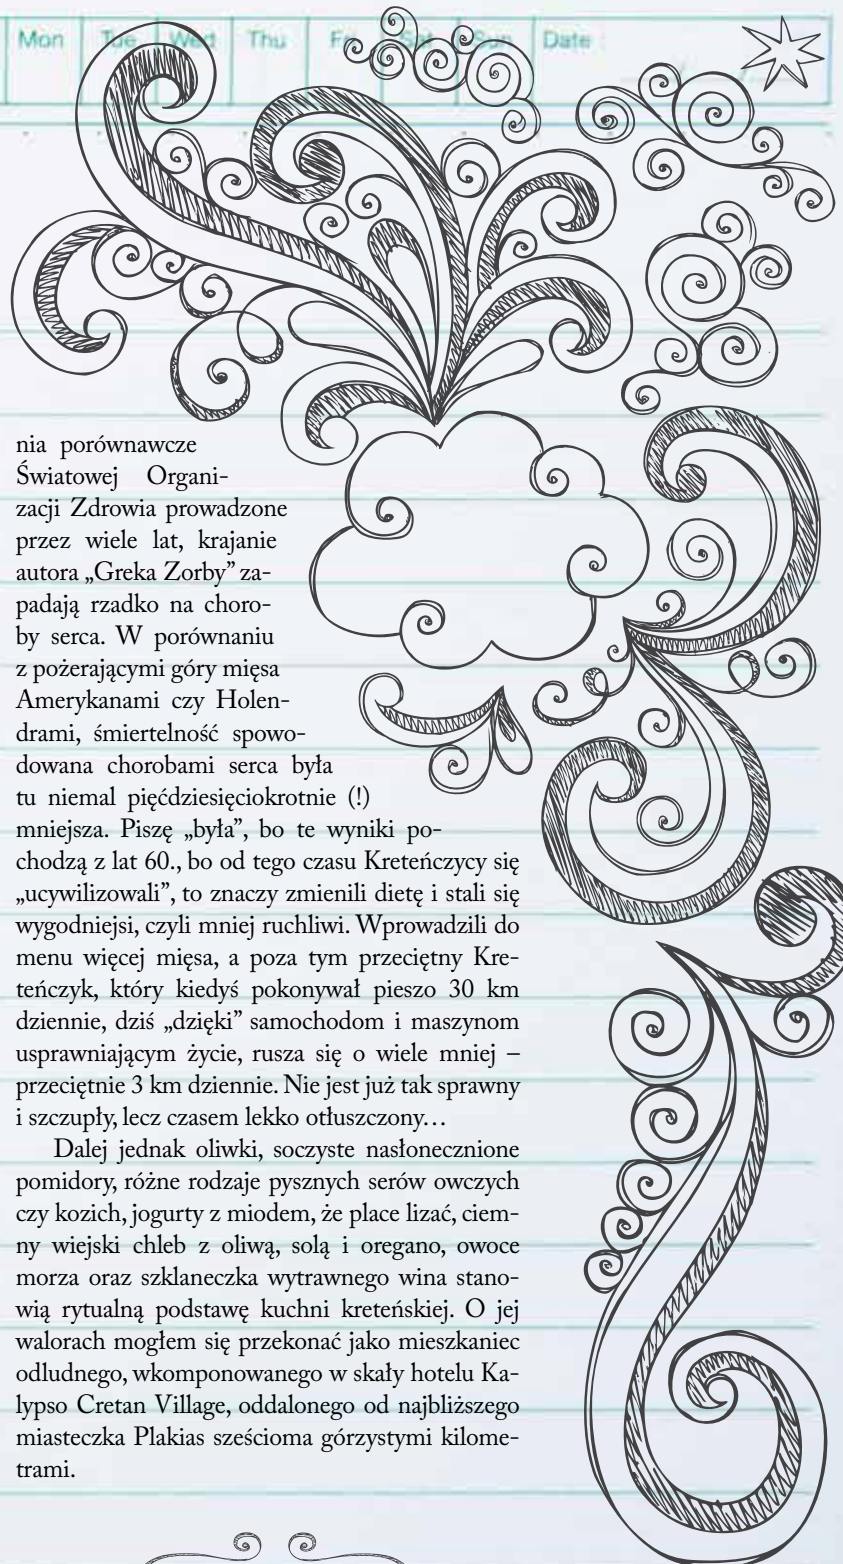 Mon Tue Wed Thu Fri Sat Sun Date
nia porównawcze
Światowej Organi-
zacji Zdrowia prowadzone
przez wiele lat, krajanie
autora „Greka Zorby” za-
padają rzadko na choro-
by serca. W porównaniu
z pożerającymi góry mięsa
Amerykanami czy Holen-
drami, śmiertelność spowo-
dowana chorobami serca była
tu niemal pięćdziesięciokrotnie (!)
mniejsza. Piszę „była”, bo te wyniki po-
chodzą z lat 60., bo od tego czasu Kreteńczycy się
„ucywilizowali”, to znaczy zmienili dietę i stali się
wygodniejsi, czyli mniej ruchliwi. Wprowadzili do
menu więcej mięsa, a poza tym przeciętny Kre-
teńczyk, który kiedyś pokonywał pieszo 30 km
dziennie, dziś „dzięki” samochodom i maszynom
usprawniającym życie, rusza się o wiele mniej –
przeciętnie 3 km dziennie. Nie jest już tak sprawny
i szczupły, lecz czasem lekko otłuszczony…
Dalej jednak oliwki, soczyste nasłonecznione
pomidory, różne rodzaje pysznych serów owczych
czy kozich, jogurty z miodem, że place lizać, ciem-
ny wiejski chleb z oliwą, solą i oregano, owoce
morza oraz szklaneczka wytrawnego wina stano-
wią rytualną podstawę kuchni kreteńskiej. O jej
walorach mogłem się przekonać jako mieszkaniec
odludnego, wkomponowanego w skały hotelu Ka-
lypso Cretan Village, oddalonego od najbliższego
miasteczka Plakias sześcioma górzystymi kilome-
trami.